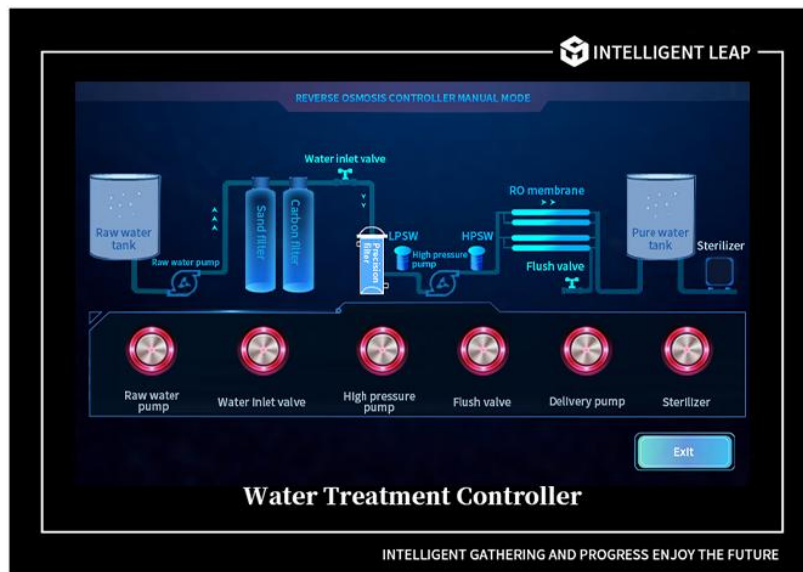 INTELLIGENT LEAP
REVERSE OSMOSIS CONTROLLER MANUAL MODE
Water inlet valve
RO membrane
Raw water
tank
Sand filter
Carbon filter
Precision
filter
LPSW
HPSW
Pure water
tank
Sterilizer
Raw water pump
High pressure
pump
Flush valve
Raw water
pump
Water Inlet valve
High pressure
pump
Flush valve
Delivery pump
Sterilizer
Exit
Water Treatment Controller
INTELLIGENT GATHERING AND PROGRESS ENJOY THE FUTURE